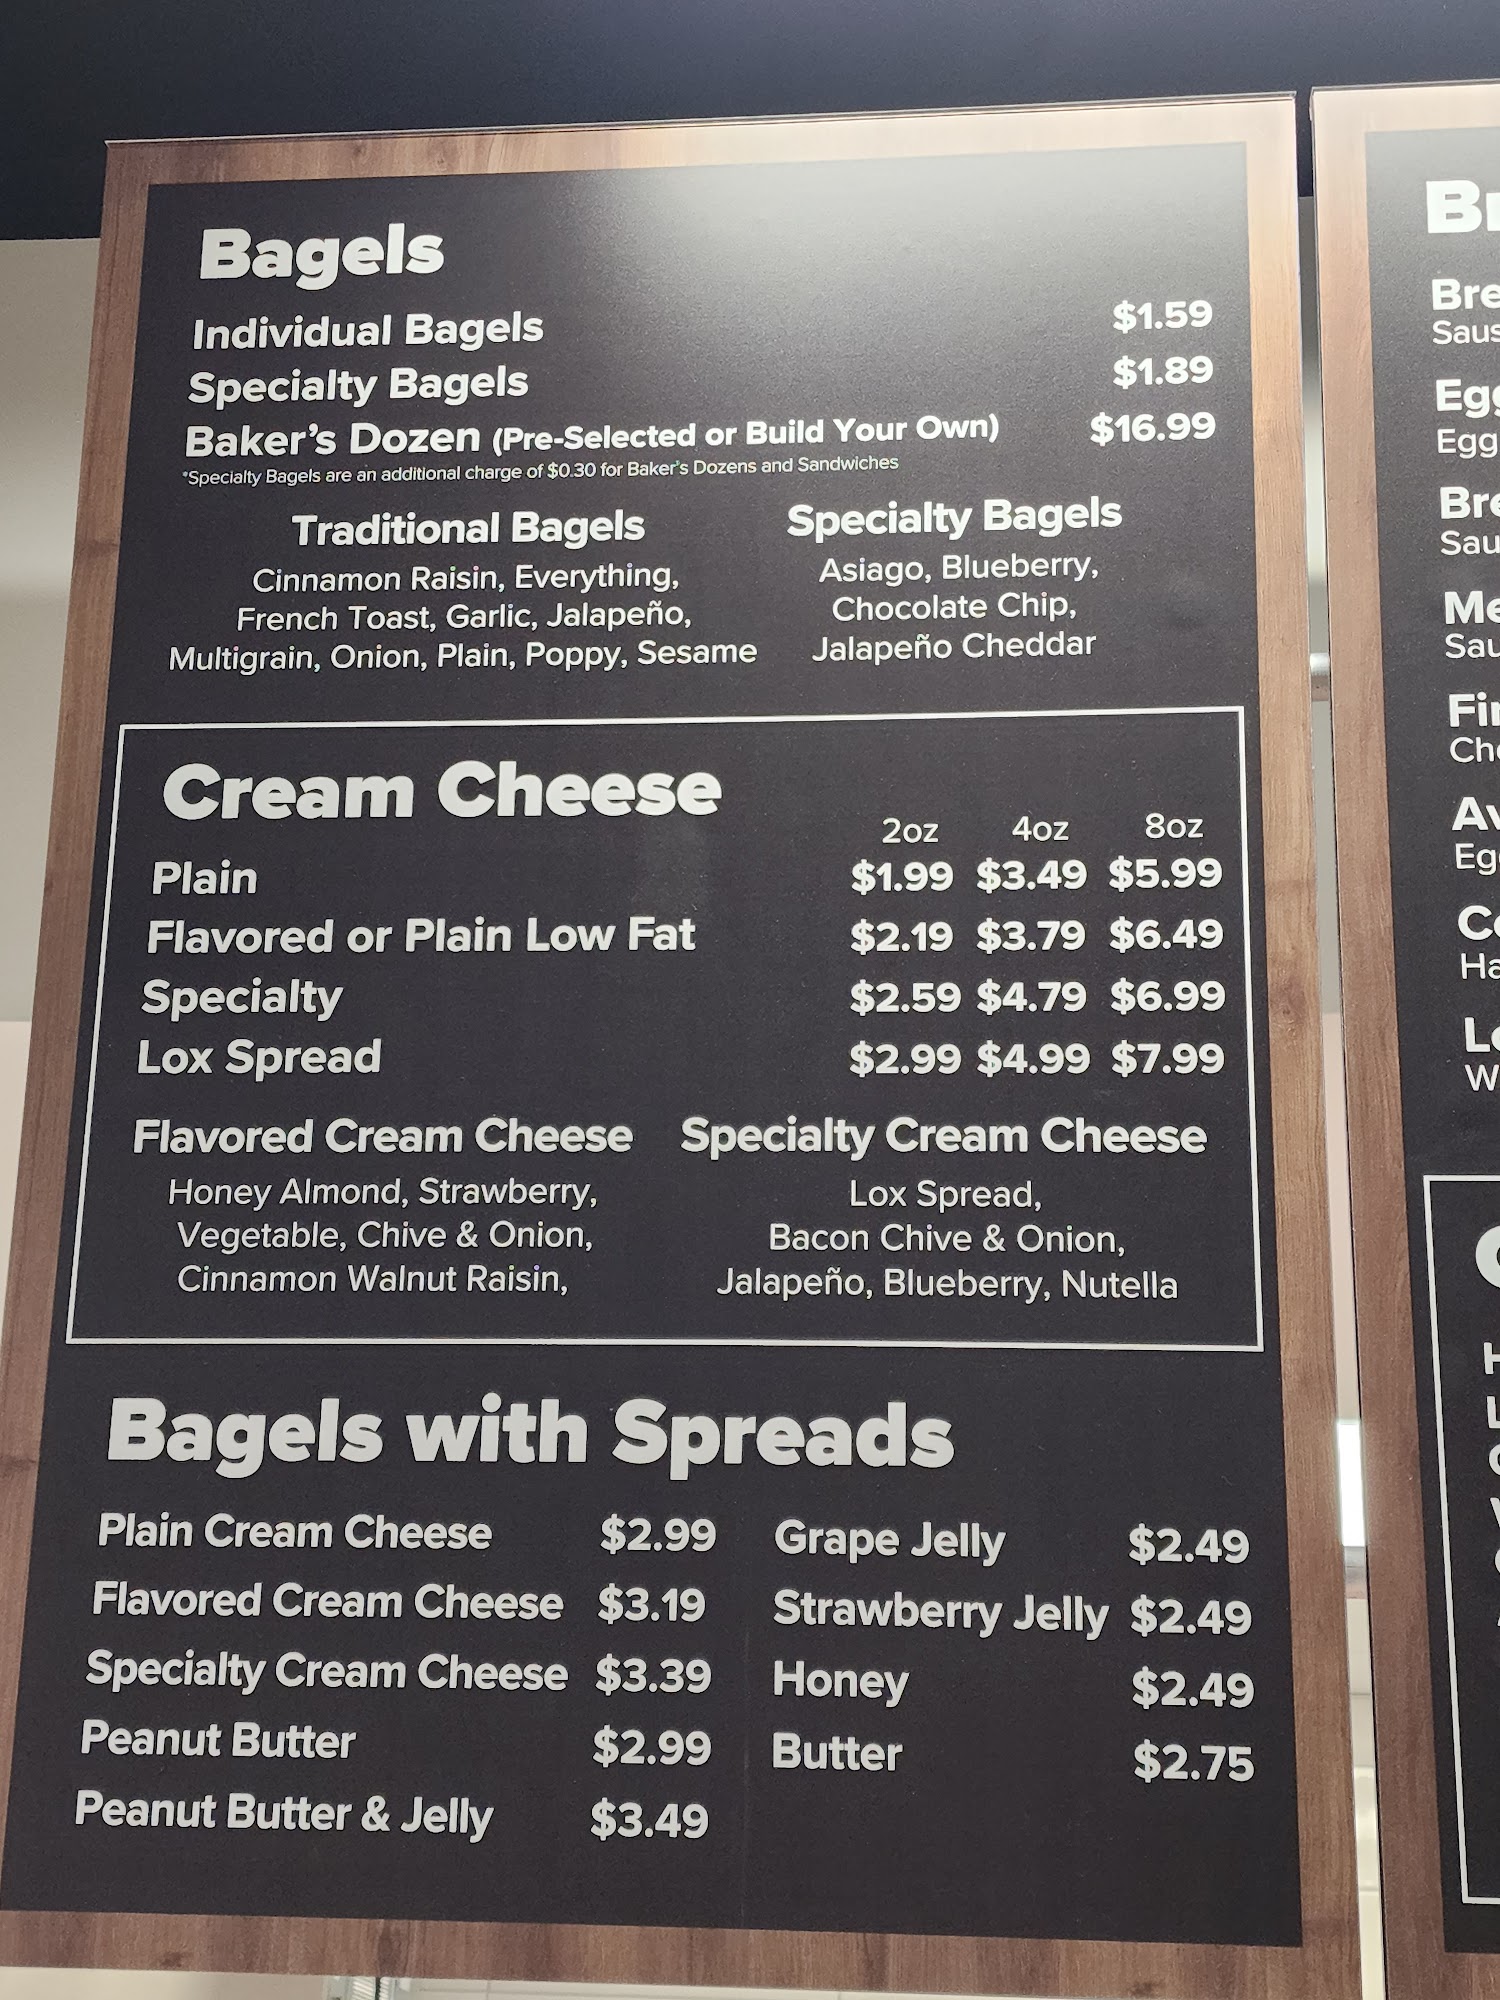 Bagels
Individual Bagels $1.59
Specialty Bagels $1.89
Baker's Dozen (Pre-Selected or Build Your Own) $16.99
*Specialty Bagels are an additional charge of $0.30 for Baker's Dozens and Sandwiches
Traditional Bagels
Cinnamon Raisin, Everything,
French Toast, Garlic, Jalapeño,
Multigrain, Onion, Plain, Poppy, Sesame
Specialty Bagels
Asiago, Blueberry,
Chocolate Chip,
Jalapeño Cheddar
Cream Cheese
2oz 4oz 8oz
Plain $1.99 $3.49 $5.99
Flavored or Plain Low Fat $2.19 $3.79 $6.49
Specialty $2.59 $4.79 $6.99
Lox Spread $2.99 $4.99 $7.99
Flavored Cream Cheese
Honey Almond, Strawberry,
Vegetable, Chive & Onion,
Cinnamon Walnut Raisin,
Specialty Cream Cheese
Lox Spread,
Bacon Chive & Onion,
Jalapeño, Blueberry, Nutella
Bagels with Spreads
Plain Cream Cheese $2.99
Flavored Cream Cheese $3.19
Specialty Cream Cheese $3.39
Peanut Butter $2.99
Peanut Butter & Jelly $3.49
Grape Jelly $2.49
Strawberry Jelly $2.49
Honey $2.49
Butter $2.75